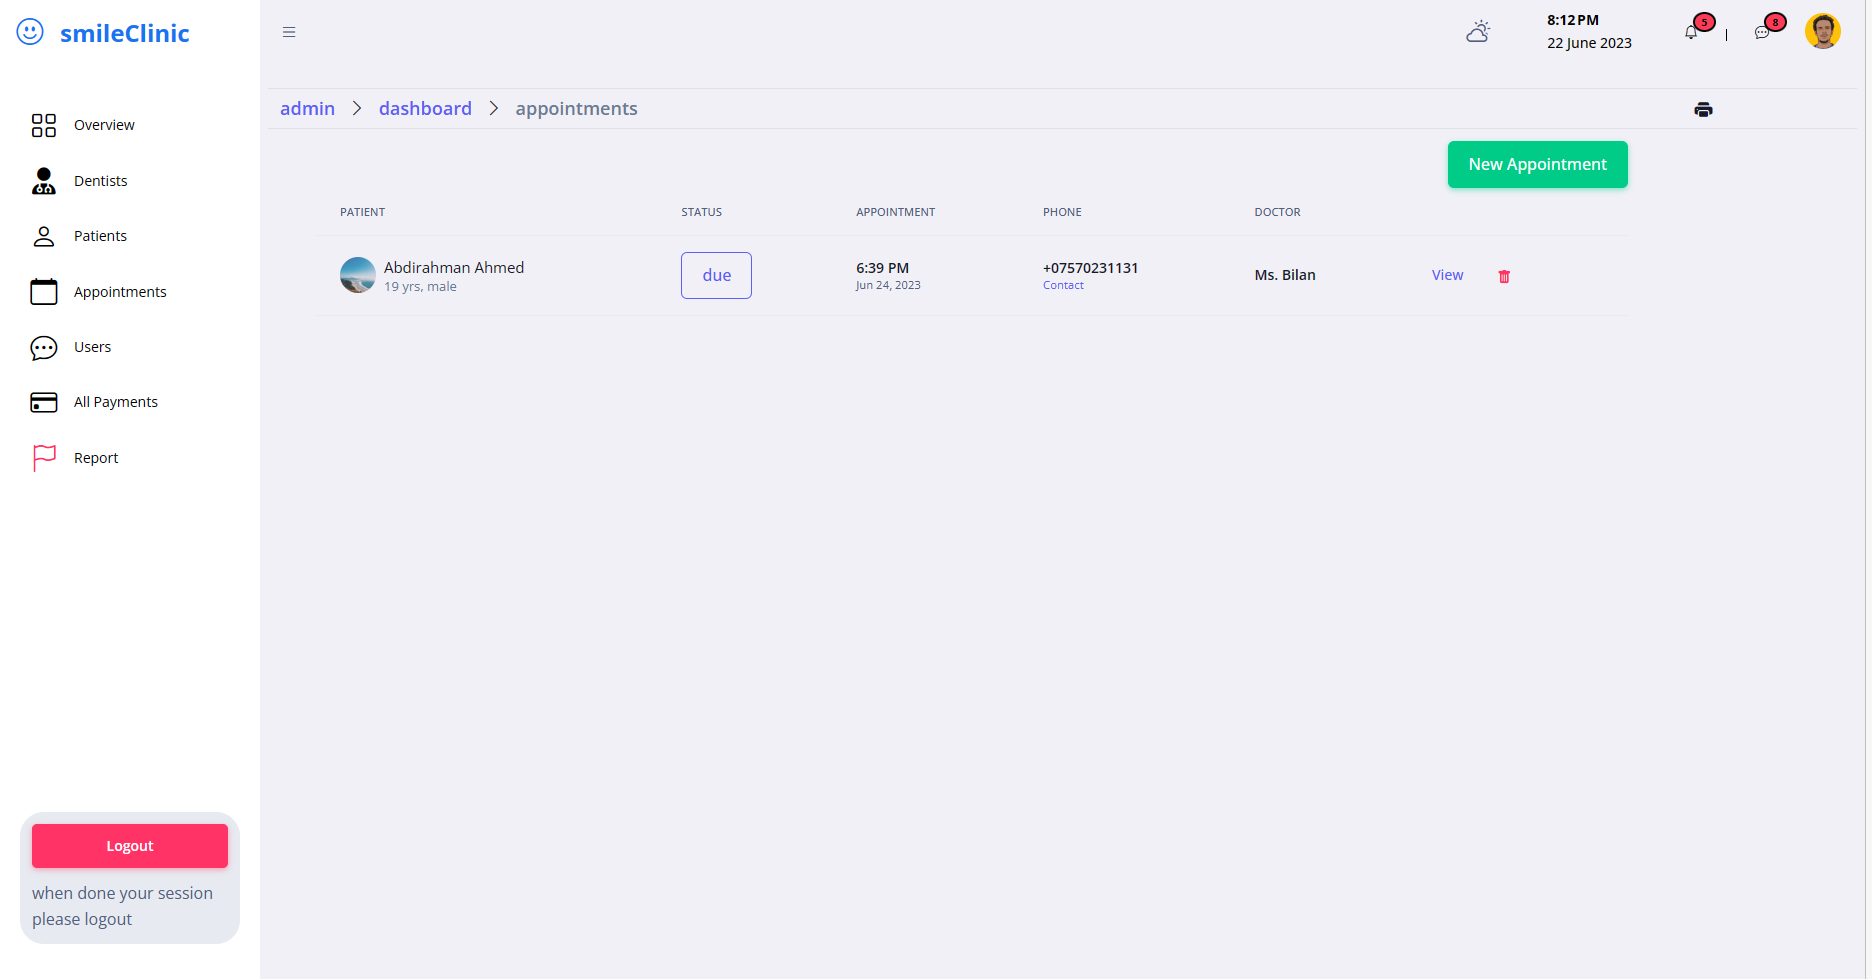 smileClinic
8:12 PM
22 June 2023
5
8
Overview
Dentists
Patients
Appointments
Users
All Payments
Report
Logout
when done your session
please logout
admin > dashboard > appointments
New Appointment
PATIENT STATUS APPOINTMENT PHONE DOCTOR
Abdirahman Ahmed
19 yrs, male
due
6:39 PM
Jun 24, 2023
+07570231131
Contact
Ms. Bilan
View